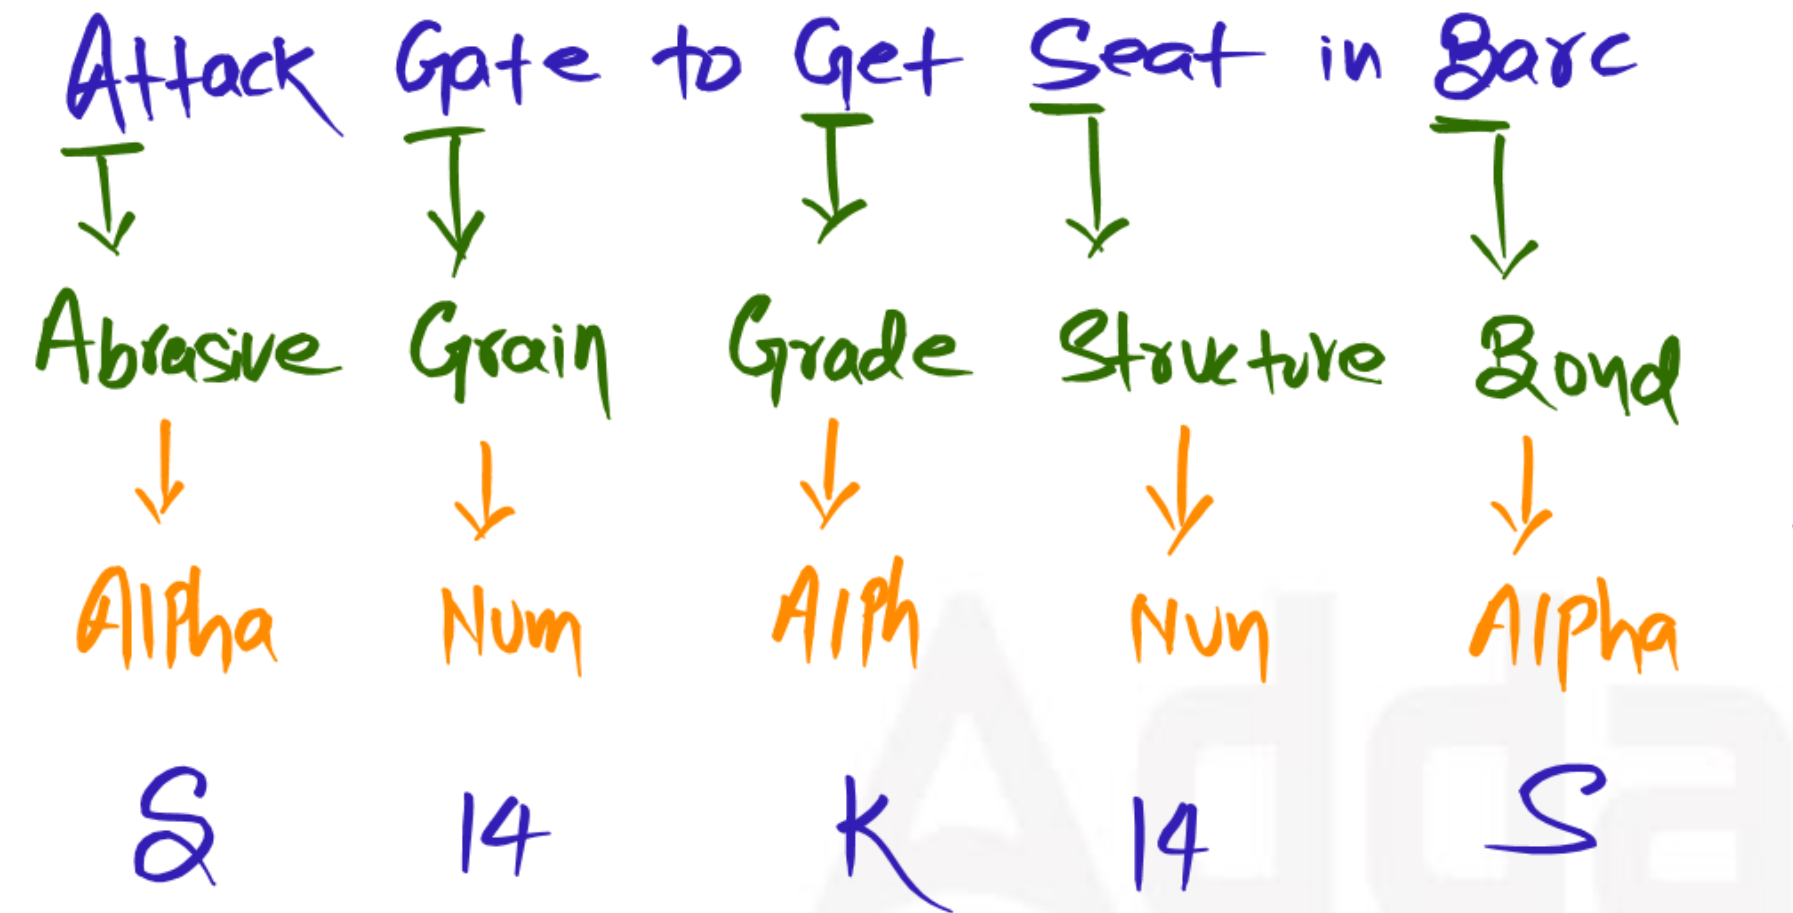 Attack Gate to Get Seat in Barc
Abrasive Grain Grade Structure Bond
Alpha Num Alph Nun Alpha
S 14 K 14 S
Adda